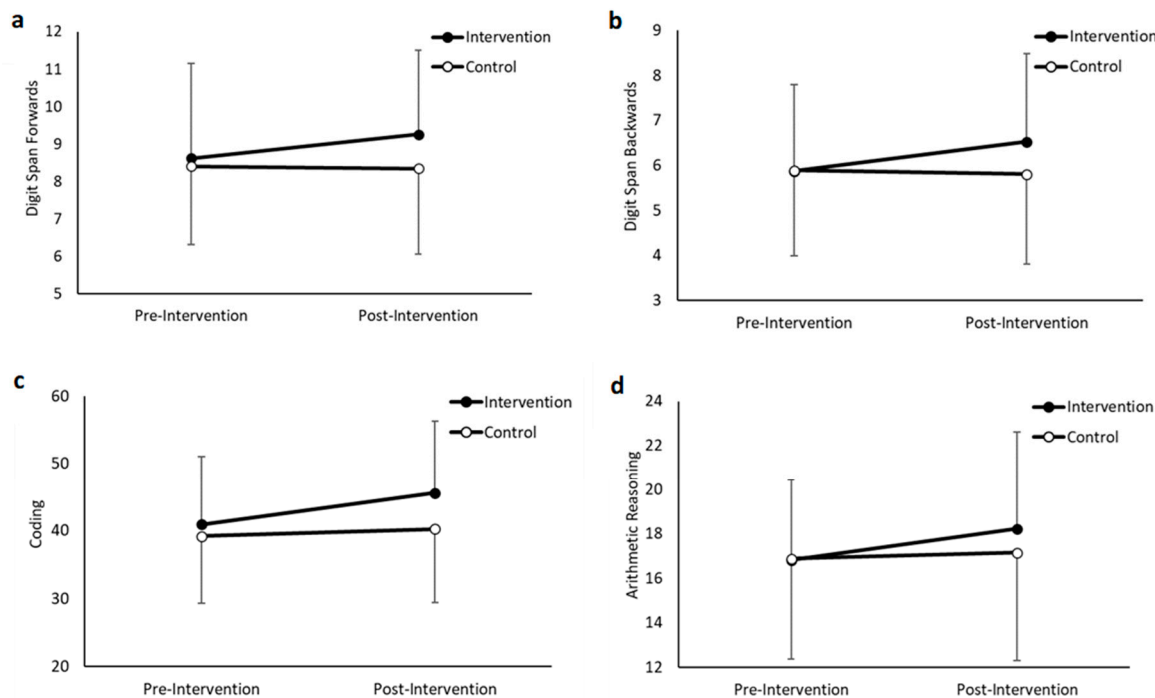 a
Digit Span Forwards
12
11
10
9
8
7
6
5
Intervention
Control
Pre-Intervention
Post-Intervention
b
Digit Span Backwards
9
8
7
6
5
4
3
Intervention
Control
Pre-Intervention
Post-Intervention
c
Coding
60
50
40
30
20
Intervention
Control
Pre-Intervention
Post-Intervention
d
Arithmetic Reasoning
24
22
20
18
16
14
12
Intervention
Control
Pre-Intervention
Post-Intervention